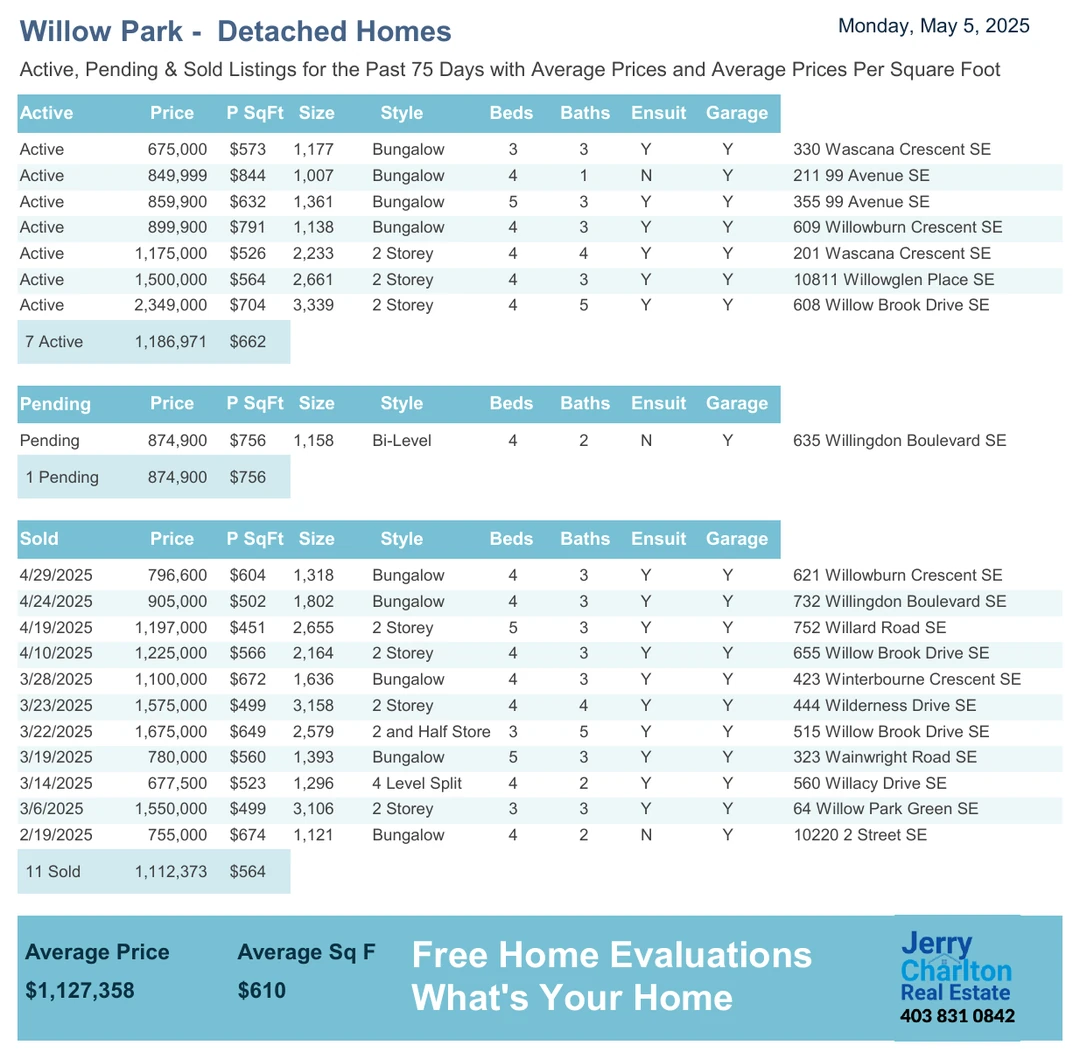 Willow Park - Detached Homes
Monday, May 5, 2025
Active, Pending & Sold Listings for the Past 75 Days with Average Prices and Average Prices Per Square Foot
Active Price P SqFt Size Style Beds Baths Ensuit Garage
Active 675,000 $573 1,177 Bungalow 3 3 Y Y 330 Wascana Crescent SE
Active 849,999 $844 1,007 Bungalow 4 1 N Y 211 99 Avenue SE
Active 859,900 $632 1,361 Bungalow 5 3 Y Y 355 99 Avenue SE
Active 899,900 $791 1,138 Bungalow 4 3 Y Y 609 Willowburn Crescent SE
Active 1,175,000 $526 2,233 2 Storey 4 4 Y Y 201 Wascana Crescent SE
Active 1,500,000 $564 2,661 2 Storey 4 3 Y Y 10811 Willowglen Place SE
Active 2,349,000 $704 3,339 2 Storey 4 5 Y Y 608 Willow Brook Drive SE
7 Active 1,186,971 $662
Pending Price P SqFt Size Style Beds Baths Ensuit Garage
Pending 874,900 $756 1,158 Bi-Level 4 2 N Y 635 Willingdon Boulevard SE
1 Pending 874,900 $756
Sold Price P SqFt Size Style Beds Baths Ensuit Garage
4/29/2025 796,600 $604 1,318 Bungalow 4 3 Y Y 621 Willowburn Crescent SE
4/24/2025 905,000 $502 1,802 Bungalow 4 3 Y Y 732 Willingdon Boulevard SE
4/19/2025 1,197,000 $451 2,655 2 Storey 5 3 Y Y 752 Willard Road SE
4/10/2025 1,225,000 $566 2,164 2 Storey 4 3 Y Y 655 Willow Brook Drive SE
3/28/2025 1,100,000 $672 1,636 Bungalow 4 3 Y Y 423 Winterbourne Crescent SE
3/23/2025 1,575,000 $499 3,158 2 Storey 4 4 Y Y 444 Wilderness Drive SE
3/22/2025 1,675,000 $649 2,579 2 and Half Store 3 5 Y Y 515 Willow Brook Drive SE
3/19/2025 780,000 $560 1,393 Bungalow 5 3 Y Y 323 Wainwright Road SE
3/14/2025 677,500 $523 1,296 4 Level Split 4 2 Y Y 560 Willacy Drive SE
3/6/2025 1,550,000 $499 3,106 2 Storey 3 3 Y Y 64 Willow Park Green SE
2/19/2025 755,000 $674 1,121 Bungalow 4 2 N Y 10220 2 Street SE
11 Sold 1,112,373 $564
Average Price Average Sq F
$1,127,358 $610
Free Home Evaluations
What's Your Home
Jerry
Charlton
Real Estate
403 831 0842